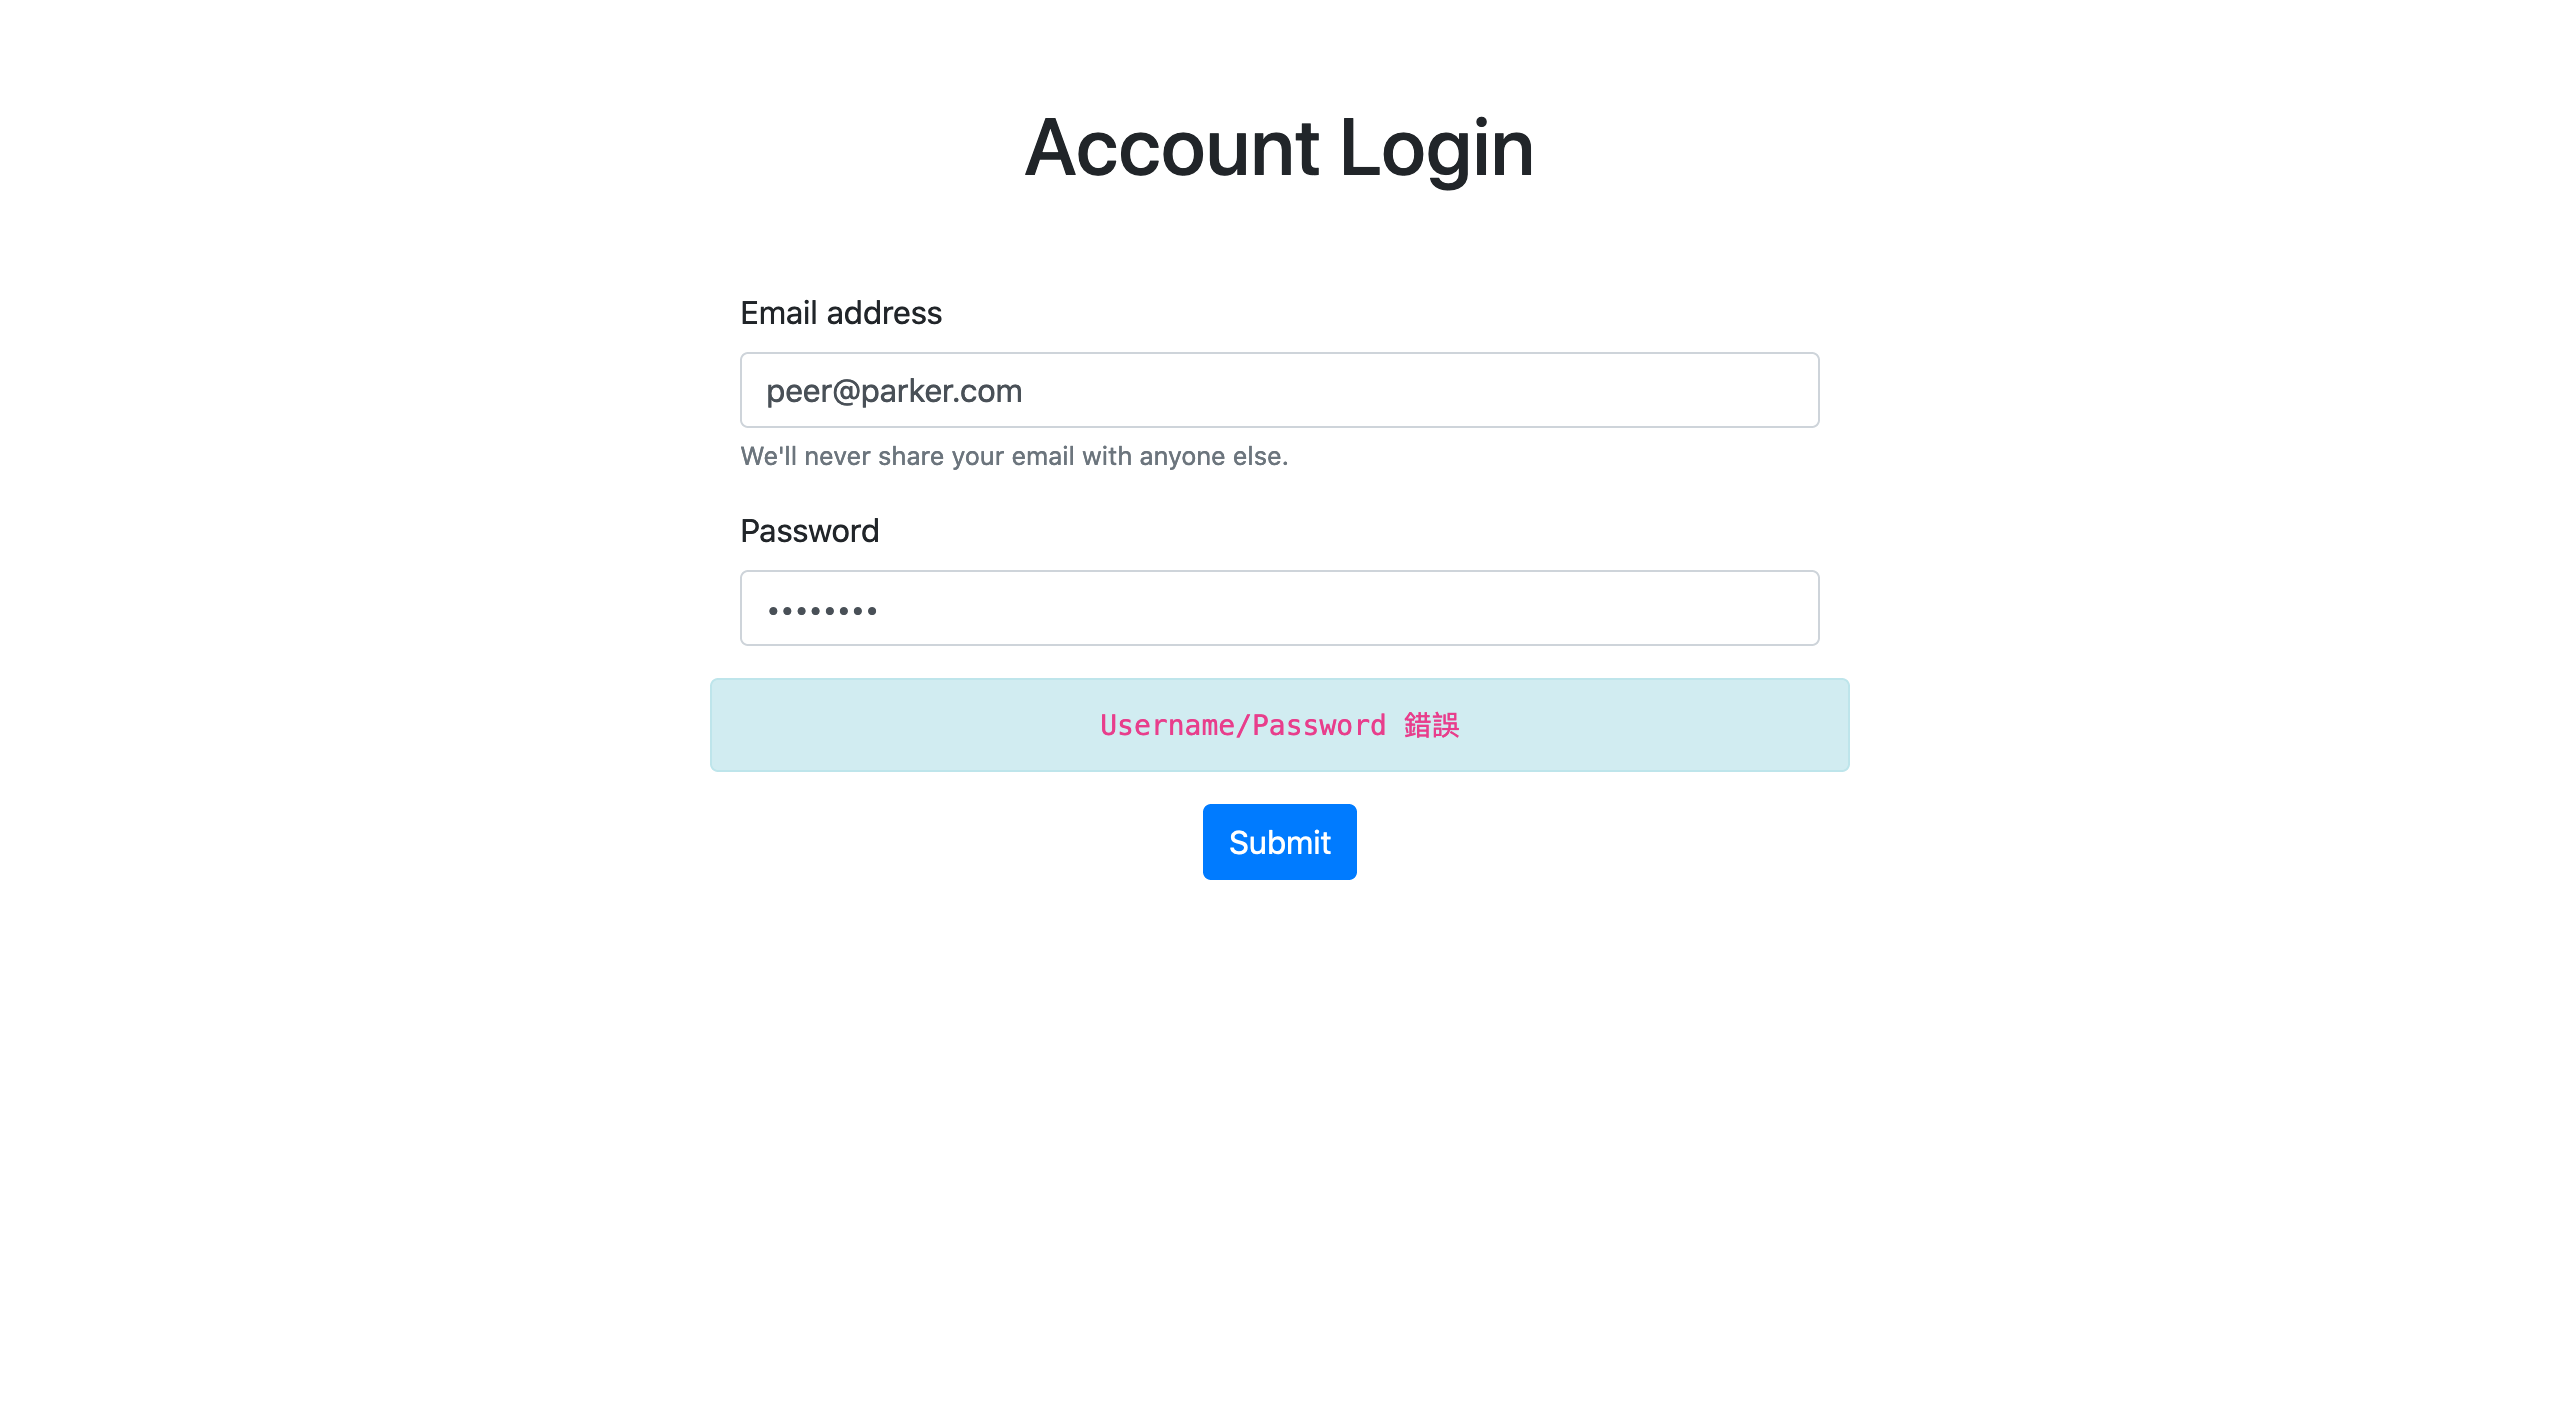 Account Login
Email address
peer@parker.com
We'll never share your email with anyone else.
Password
••••••••
Username/Password 錯誤
Submit